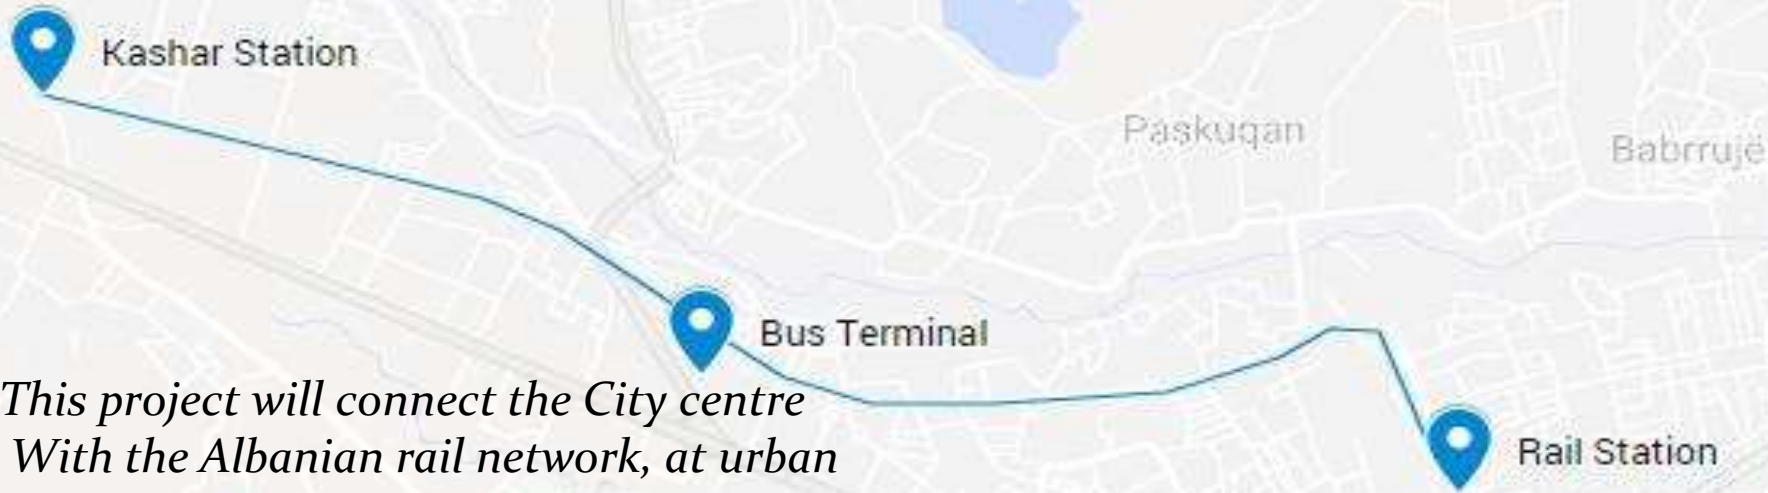 Kashar Station
Paskuqan
Babrrujë
Bus Terminal
This project will connect the City centre
With the Albanian rail network, at urban
Rail Station